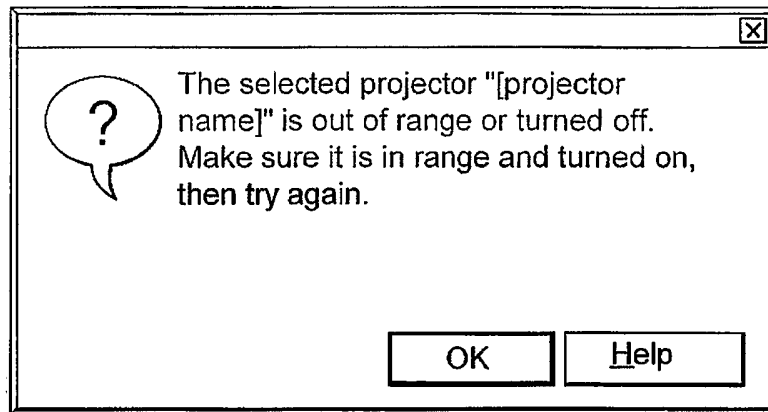 The selected projector "[projector
name]" is out of range or turned off.
Make sure it is in range and turned on,
then try again.
OK
Help